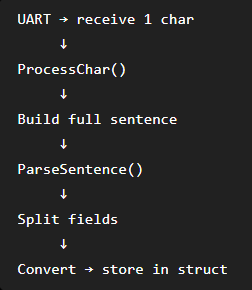 UART → receive 1 char
↓
ProcessChar()
↓
Build full sentence
↓
ParseSentence()
↓
Split fields
↓
Convert → store in struct